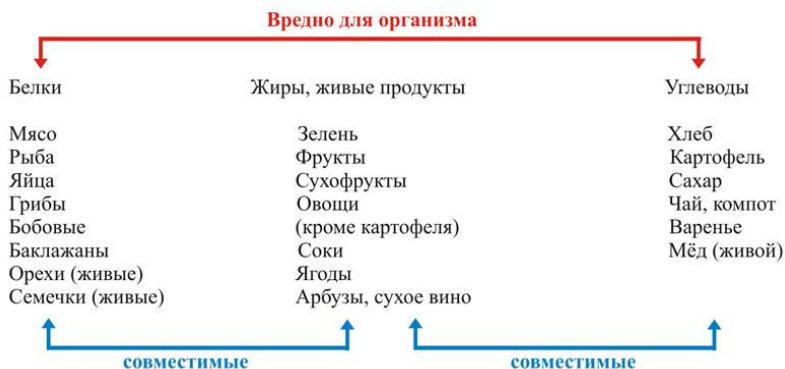 Вредно для организма
Белки
Жиры, живые продукты
Углеводы
Мясо
Рыба
Яйца
Грибы
Бобовые
Баклажаны
Орехи (живые)
Семечки (живые)
Зелень
Фрукты
Сухофрукты
Овощи
(кроме картофеля)
Соки
Ягоды
Арбузы, сухое вино
Хлеб
Картофель
Сахар
Чай, компот
Варенье
Мёд (живой)
совместимые
совместимые